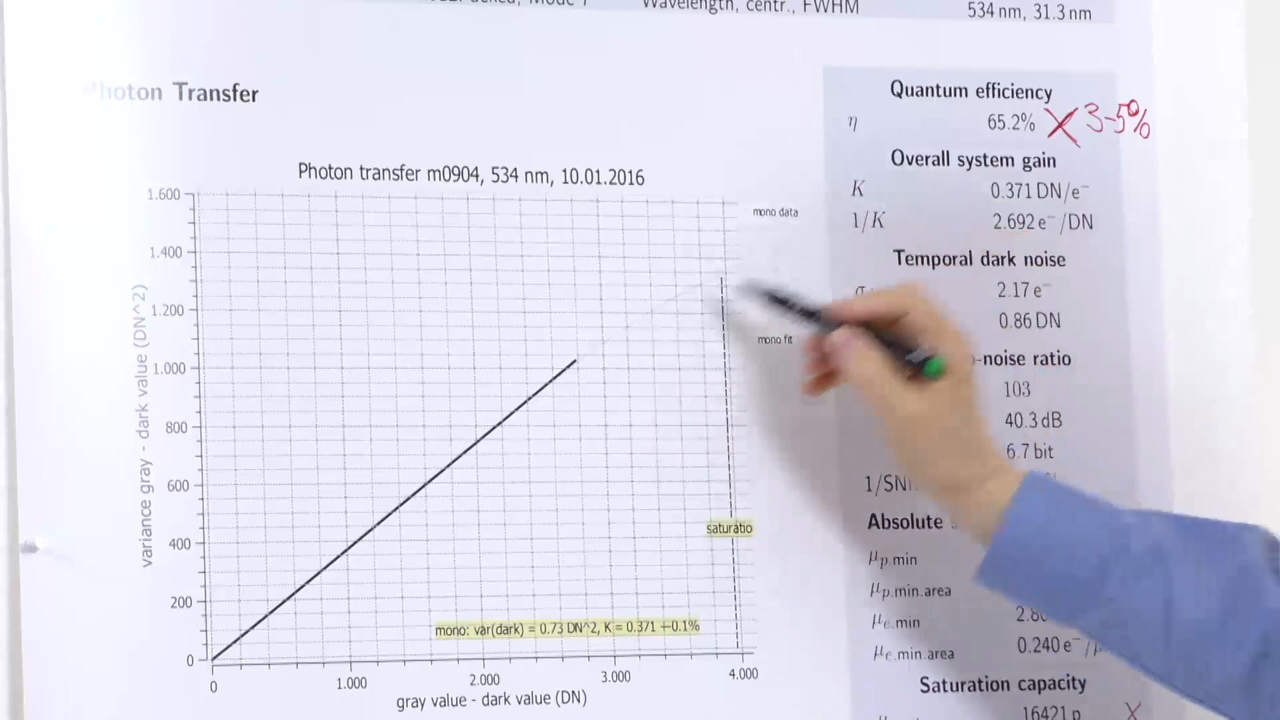 Wavelength, centr., FWHM
534 nm, 31.3 nm
Photon Transfer
Photon transfer m0904, 534 nm, 10.01.2016
1.600
1.400
1.200
1.000
800
600
400
200
0
variance gray - dark value (DN^2)
0
1.000
2.000
3.000
4.000
gray value - dark value (DN)
mono data
mono fit
saturatio
mono: var(dark) = 0.73 DN^2, K = 0.371 +0.1%
Quantum efficiency
η 65.2% X 3-5%
Overall system gain
K 0.371 DN/e⁻
1/K 2.692 e⁻/DN
Temporal dark noise
2.17 e⁻
0.86 DN
-noise ratio
103
40.3 dB
6.7 bit
Absolute
μp.min
μp.min.area
μe.min
μe.min.area 0.240 e⁻/
Saturation capacity
16421 p X